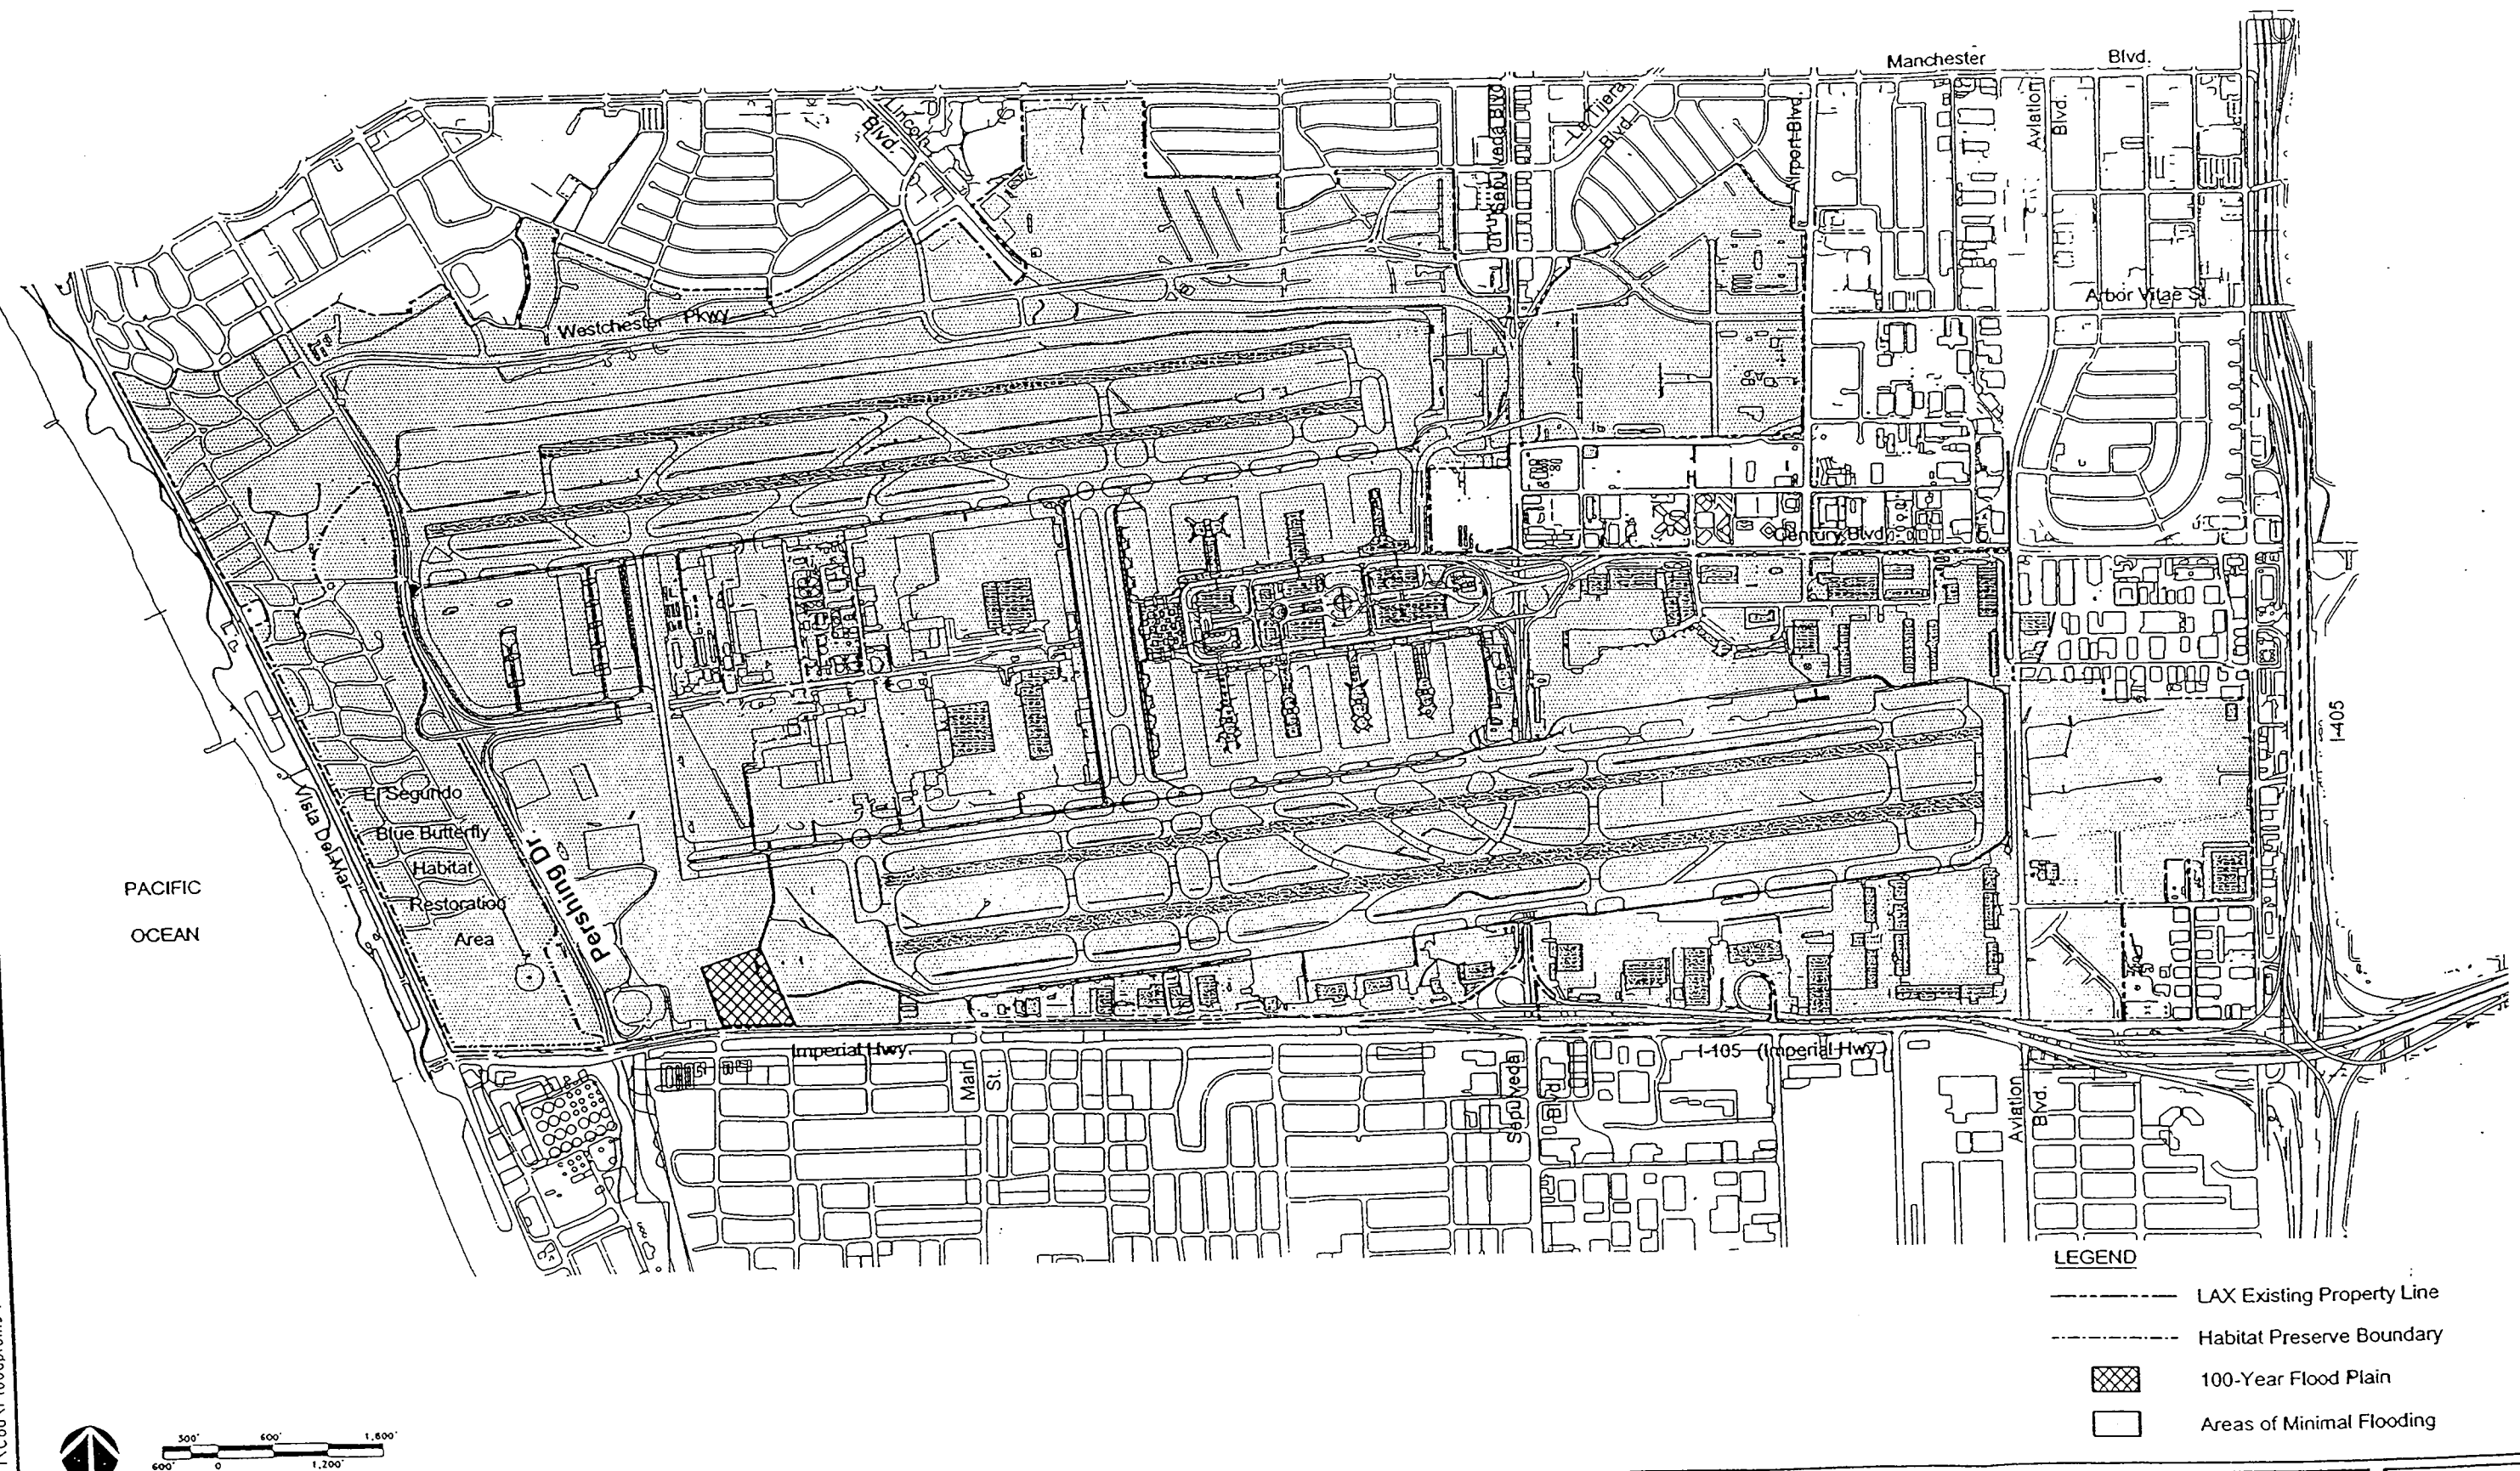 Manchester Blvd.
Lincoln
Blvd.
Sepulveda Blvd
La Tijera
Blvd.
Airport Blvd.
Aviation
Blvd.
Arbor Vitae St.
Westchester Pkwy
Century Blvd
I-405
El Segundo
Blue Butterfly
Habitat
Restoration
Area
Vista Del Mar
Pershing Dr.
PACIFIC
OCEAN
Imperial Hwy.
I-105 (Imperial Hwy.)
Main
St.
Sepulveda
Blvd
Aviation
Blvd.
LEGEND
LAX Existing Property Line
Habitat Preserve Boundary
100-Year Flood Plain
Areas of Minimal Flooding
300' 600' 1,800'
600' 0 1,200'